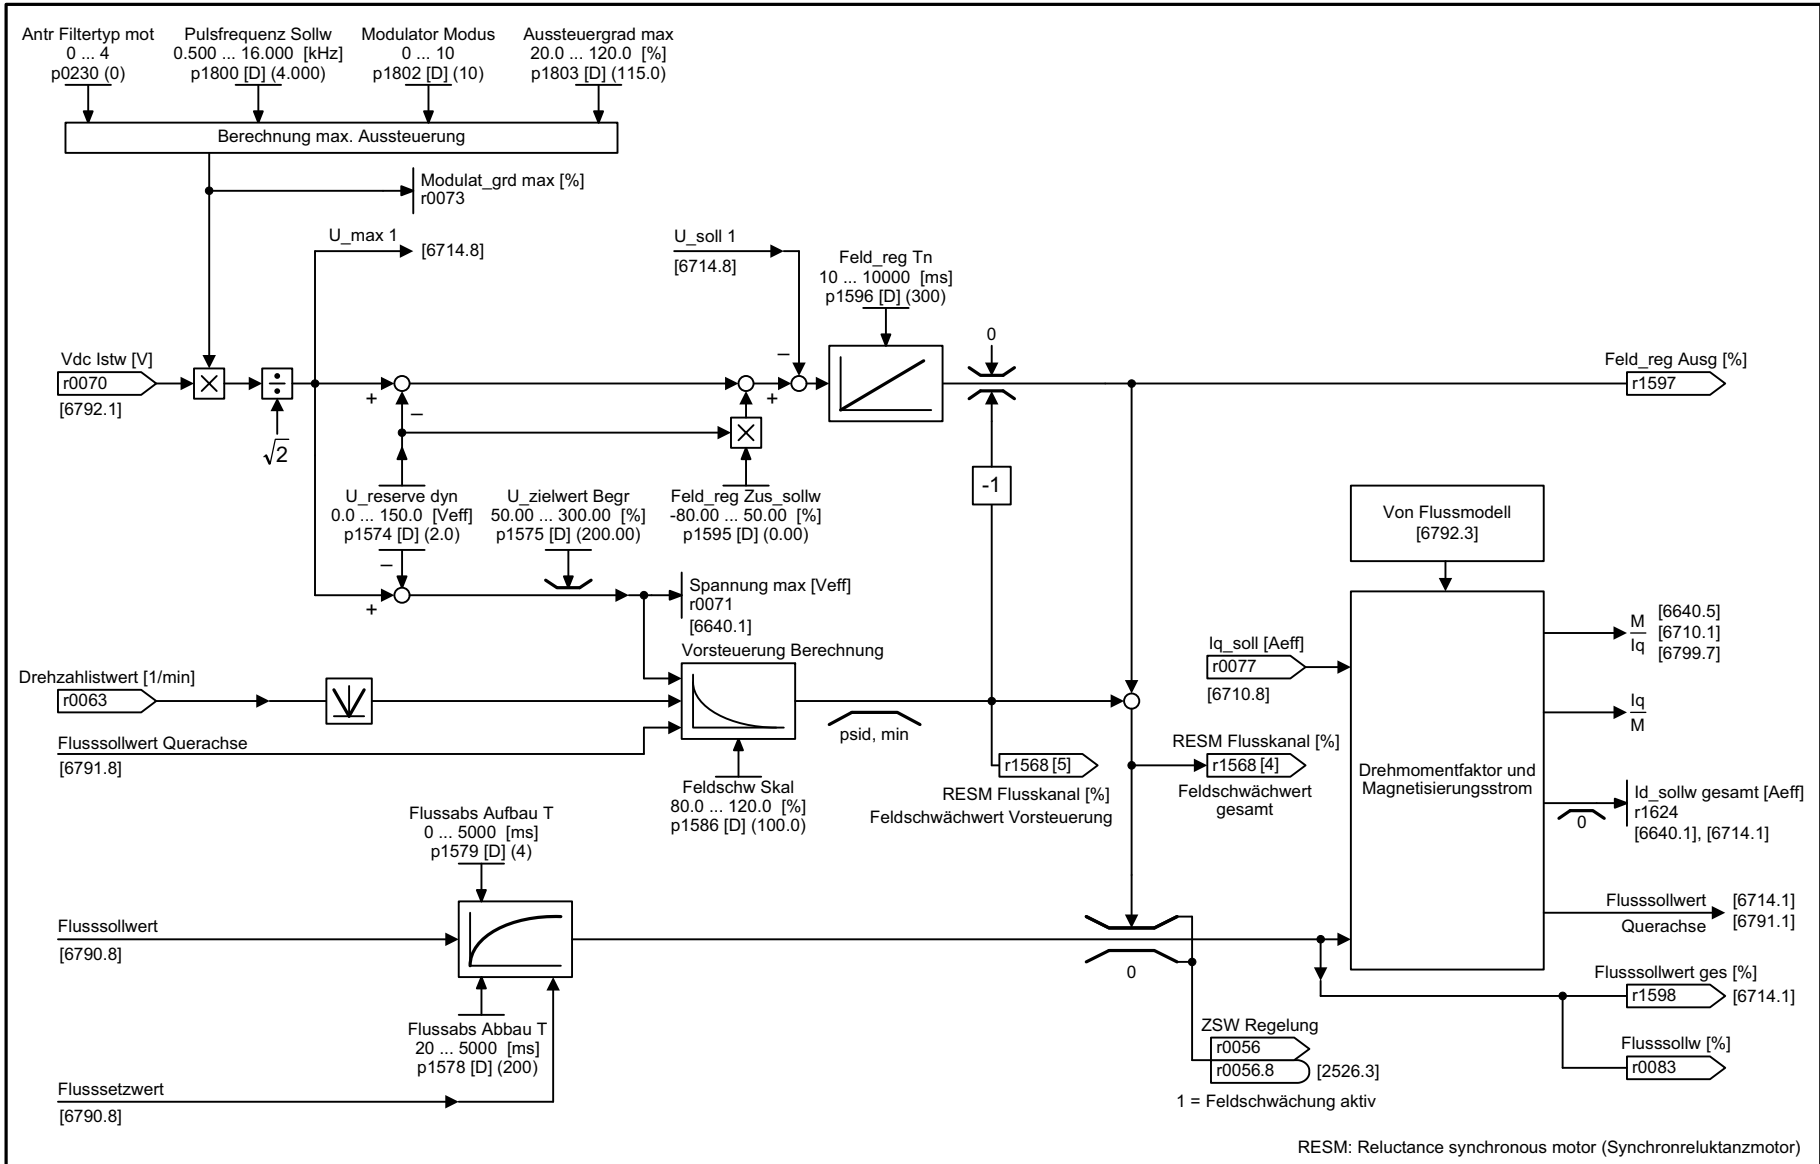 Antr Filtertyp mot
0 ... 4
p0230 (0)
Pulsfrequenz Sollw
0.500 ... 16.000 [kHz]
p1800 [D] (4.000)
Modulator Modus
0 ... 10
p1802 [D] (10)
Aussteuergrad max
20.0 ... 120.0 [%]
p1803 [D] (115.0)
Berechnung max. Aussteuerung
Modulat_grd max [%]
r0073
U_max 1
[6714.8]
U_soll 1
[6714.8]
Feld_reg Tn
10 ... 10000 [ms]
p1596 [D] (300)
0
Vdc Istw [V]
r0070
[6792.1]
×
÷
√2
+
–
+
–
×
Feld_reg Ausg [%]
r1597
-1
U_reserve dyn
0.0 ... 150.0 [Veff]
p1574 [D] (2.0)
U_zielwert Begr
50.00 ... 300.00 [%]
p1575 [D] (200.00)
Feld_reg Zus_sollw
-80.00 ... 50.00 [%]
p1595 [D] (0.00)
–
+
Spannung max [Veff]
r0071
[6640.1]
Von Flussmodell
[6792.3]
Vorsteuerung Berechnung
Drehzahlistwert [1/min]
r0063
Flusssollwert Querachse
[6791.8]
psid, min
Feldschw Skal
80.0 ... 120.0 [%]
p1586 [D] (100.0)
r1568 [5]
RESM Flusskanal [%]
Feldschwächwert Vorsteuerung
Iq_soll [Aeff]
r0077
[6710.8]
RESM Flusskanal [%]
r1568 [4]
Feldschwächwert
gesamt
Drehmomentfaktor und
Magnetisierungsstrom
M
Iq
[6640.5]
[6710.1]
[6799.7]
Iq
M
0
Id_sollw gesamt [Aeff]
r1624
[6640.1], [6714.1]
Flusssollwert
Querachse
[6714.1]
[6791.1]
Flussabs Aufbau T
0 ... 5000 [ms]
p1579 [D] (4)
Flusssollwert
[6790.8]
Flussabs Abbau T
20 ... 5000 [ms]
p1578 [D] (200)
Flusssetzwert
[6790.8]
0
Flusssollwert ges [%]
r1598
[6714.1]
Flusssollw [%]
r0083
ZSW Regelung
r0056
r0056.8
[2526.3]
1 = Feldschwächung aktiv
RESM: Reluctance synchronous motor (Synchronreluktanzmotor)